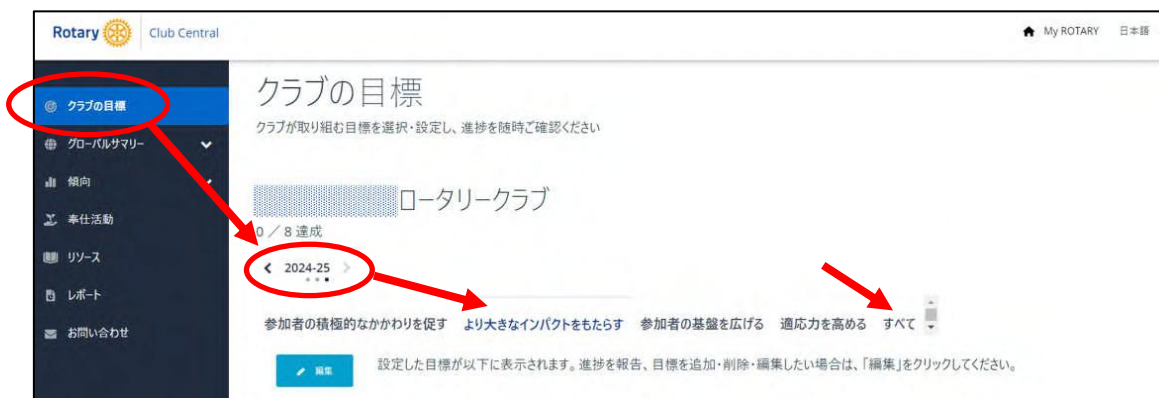 Rotary Club Central
My ROTARY 日本語
クラブの目標
グローバルサマリー
傾向
奉仕活動
リソース
レポート
お問い合わせ
クラブの目標
クラブが取り組む目標を選択・設定し、進捗を随時ご確認ください
ロータリークラブ
0 / 8 達成
2024-25
参加者の積極的なかかわりを促す より大きなインパクトをもたらす 参加者の基盤を広げる 適応力を高める すべて
編集
設定した目標が以下に表示されます。進捗を報告、目標を追加・削除・編集したい場合は、「編集」をクリックしてください。